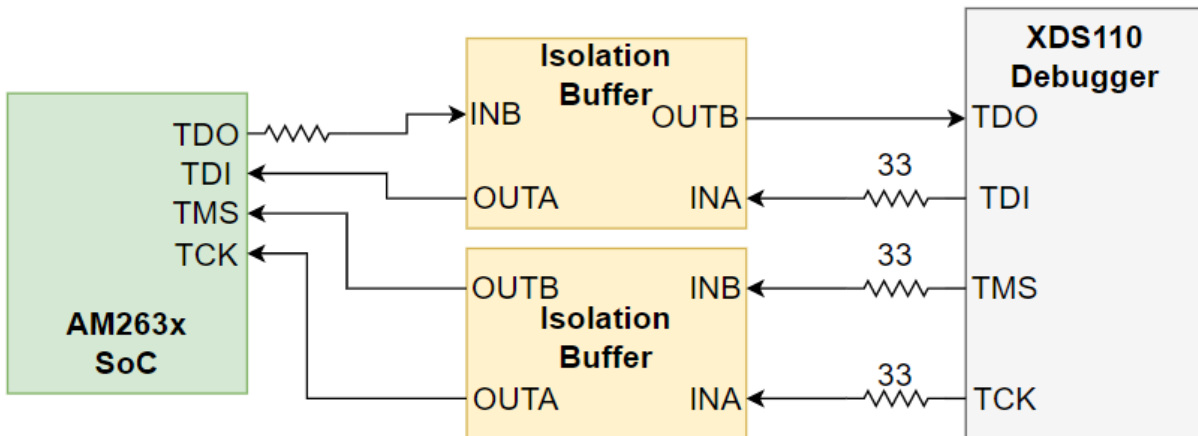 Isolation
Buffer
XDS110
Debugger
INB
OUTB
TDO
TDO
TDI
TMS
TCK
33
OUTA
INA
TDI
AM263x
SoC
OUTB
INB
33
TMS
Isolation
Buffer
OUTA
INA
33
TCK